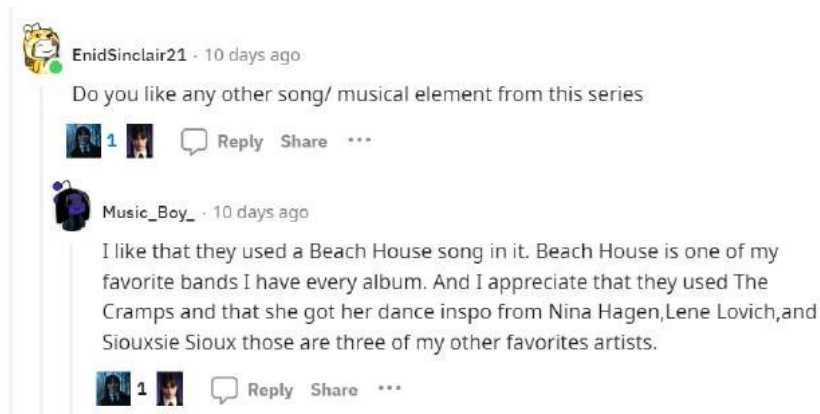 EnidSinclair21 · 10 days ago
Do you like any other song/ musical element from this series
1 Reply Share ···
Music_Boy_ · 10 days ago
I like that they used a Beach House song in it. Beach House is one of my
favorite bands I have every album. And I appreciate that they used The
Cramps and that she got her dance inspo from Nina Hagen,Lene Lovich,and
Siouxsie Sioux those are three of my other favorites artists.
1 Reply Share ···